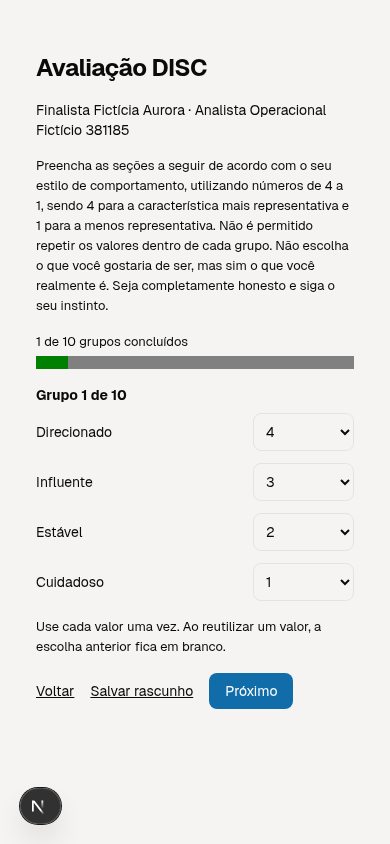 Avaliação DISC
Finalista Fictícia Aurora · Analista Operacional
Fictício 381185
Preencha as seções a seguir de acordo com o seu
estilo de comportamento, utilizando números de 4 a
1, sendo 4 para a característica mais representativa e
1 para a menos representativa. Não é permitido
repetir os valores dentro de cada grupo. Não escolha
o que você gostaria de ser, mas sim o que você
realmente é. Seja completamente honesto e siga o
seu instinto.
1 de 10 grupos concluídos
Grupo 1 de 10
Direcionado 4
Influente 3
Estável 2
Cuidadoso 1
Use cada valor uma vez. Ao reutilizar um valor, a
escolha anterior fica em branco.
Voltar Salvar rascunho Próximo
N